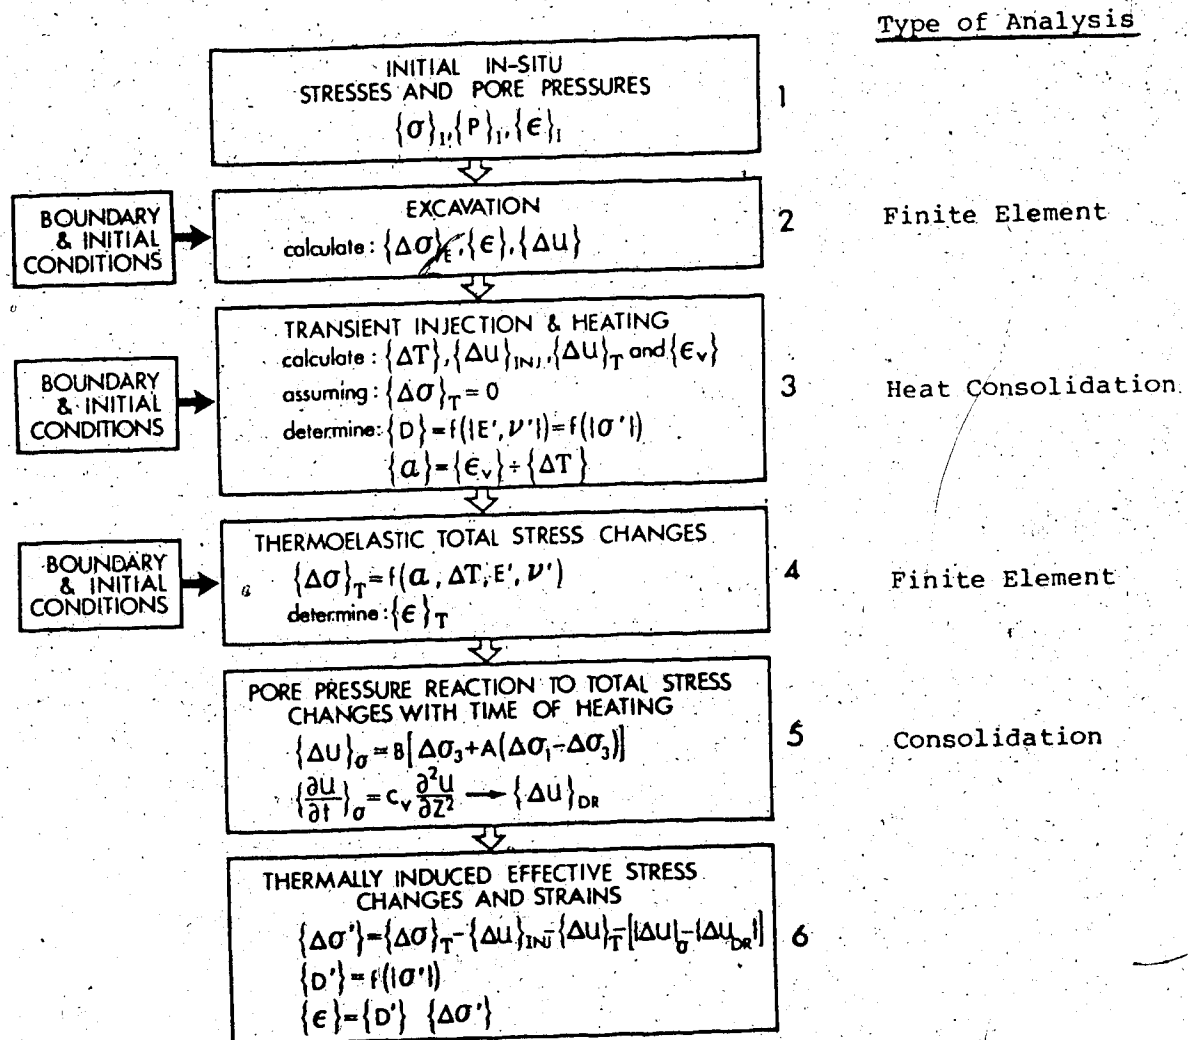 Type of Analysis
INITIAL IN-SITU
STRESSES AND PORE PRESSURES
{σ}I,{P}I,{ϵ}I
1
BOUNDARY
& INITIAL
CONDITIONS
EXCAVATION
calculate: {Δσ}E,{ϵ},{ΔU}
2
Finite Element
BOUNDARY
& INITIAL
CONDITIONS
TRANSIENT INJECTION & HEATING
calculate: {ΔT},{ΔU}INJ,{ΔU}T and {ϵv}
assuming: {Δσ}T = 0
determine: {D} = f({E', ν'}) = f({σ'})
{α} = {ϵv} ÷ {ΔT}
3
Heat Consolidation
BOUNDARY
& INITIAL
CONDITIONS
THERMOELASTIC TOTAL STRESS CHANGES
{Δσ}T = f(α, ΔT, E', ν')
determine: {ϵ}T
4
Finite Element
PORE PRESSURE REACTION TO TOTAL STRESS
CHANGES WITH TIME OF HEATING
{ΔU}σ = B[Δσ3 + A(Δσ1 - Δσ3)]
{∂U/∂t}σ = Cv ∂²U/∂Z² → {ΔU}DR
5
Consolidation
THERMALLY INDUCED EFFECTIVE STRESS
CHANGES AND STRAINS
{Δσ'} = {Δσ}T - {ΔU}INJ - {ΔU}T - [{ΔU}σ - {ΔUDR}]
{D'} = f({σ'})
{ϵ} = {D'} {Δσ'}
6